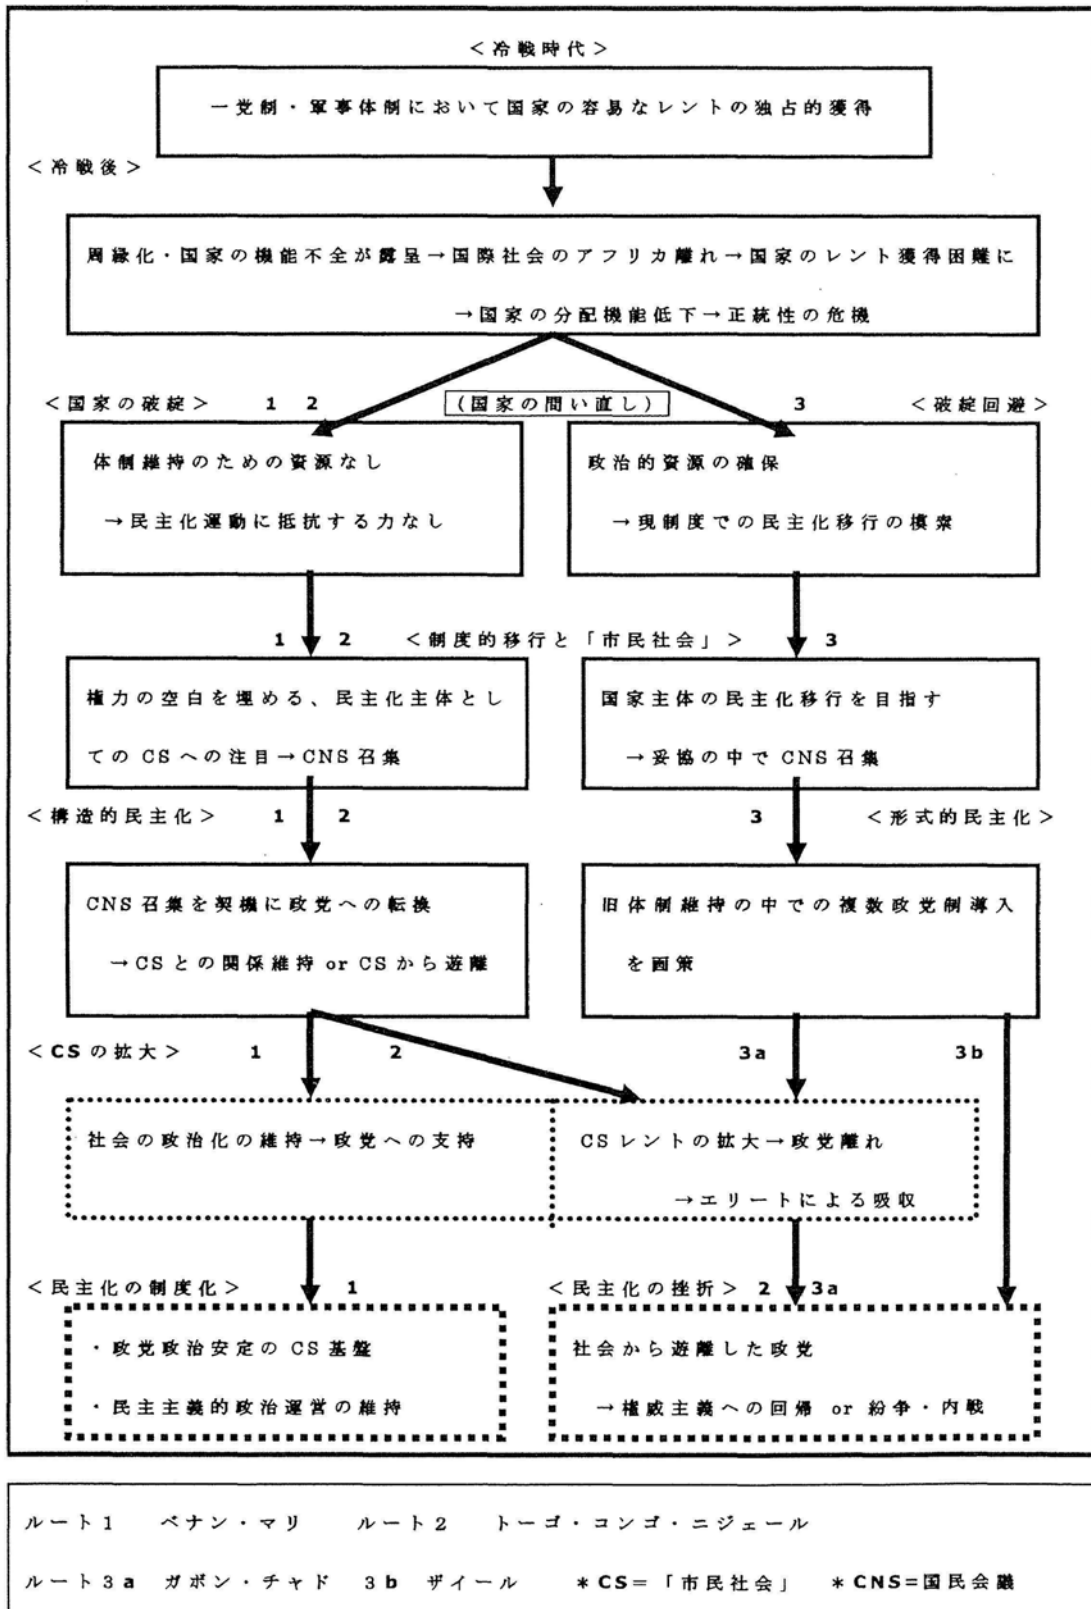 ＜冷戦時代＞
一党制・軍事体制において国家の容易なレントの独占的獲得
＜冷戦後＞
周縁化・国家の機能不全が露呈→国際社会のアフリカ離れ→国家のレント獲得困難に
→国家の分配機能低下→正統性の危機
＜国家の破綻＞ 1 2 (国家の問い直し) 3 ＜破綻回避＞
体制維持のための資源なし
→民主化運動に抵抗する力なし
政治的資源の確保
→現制度での民主化移行の模索
1 2 ＜制度的移行と「市民社会」＞ 3
権力の空白を埋める、民主化主体とし
てのCSへの注目→CNS召集
国家主体の民主化移行を目指す
→妥協の中でCNS召集
＜構造的民主化＞ 1 2 3 ＜形式的民主化＞
CNS召集を契機に政党への転換
→CSとの関係維持 or CSから遊離
旧体制維持の中での複数政党制導入
を画策
＜CSの拡大＞ 1 2 3a 3b
社会の政治化の維持→政党への支持
CSレントの拡大→政党離れ
→エリートによる吸収
＜民主化の制度化＞ 1 ＜民主化の挫折＞ 2 3a
・政党政治安定のCS基盤
・民主主義的政治運営の維持
社会から遊離した政党
→権威主義への回帰 or 紛争・内戦
ルート1 ベナン・マリ ルート2 トーゴ・コンゴ・ニジェール
ルート3a ガボン・チャド 3b ザイール ＊CS=「市民社会」 ＊CNS=国民会議